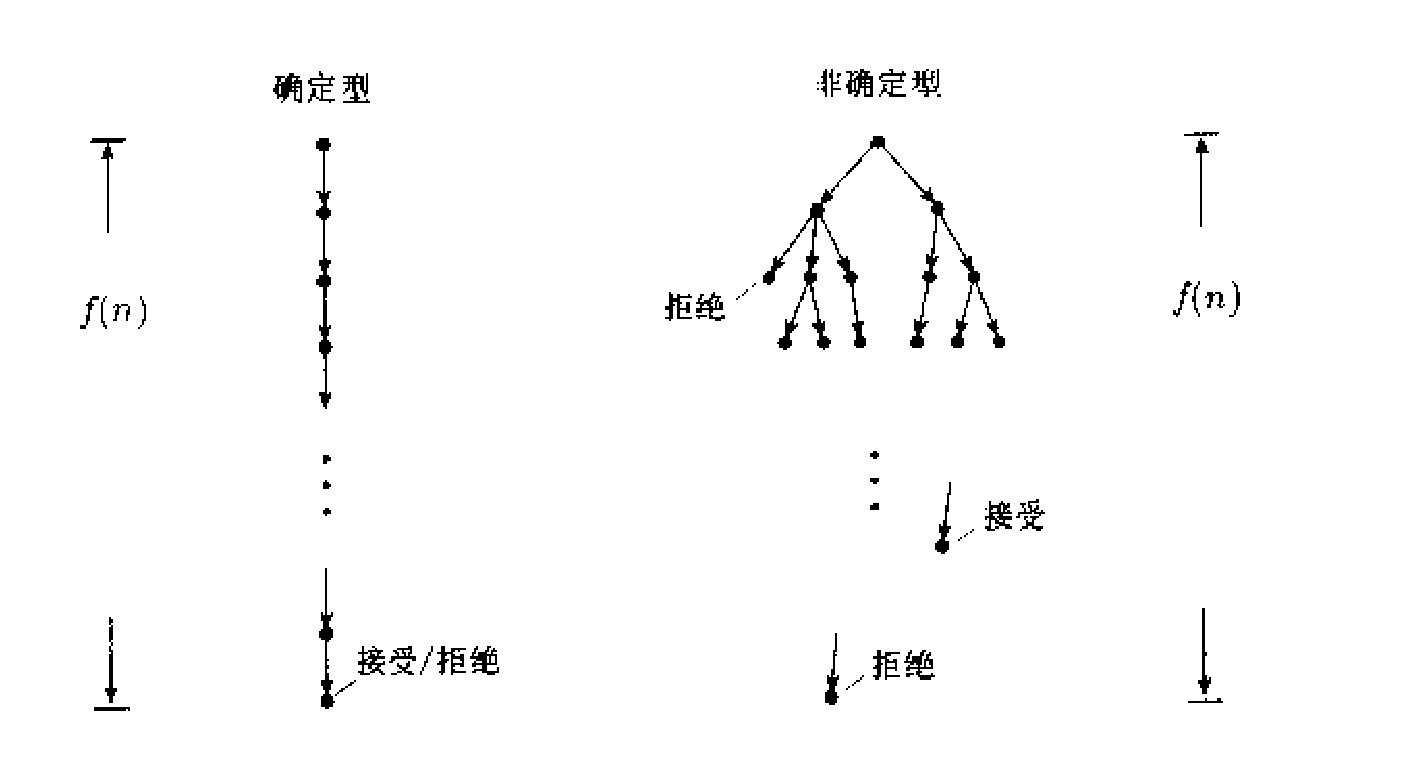 确定型
非确定型
f(n)
拒绝
f(n)
接受
接受/拒绝
拒绝